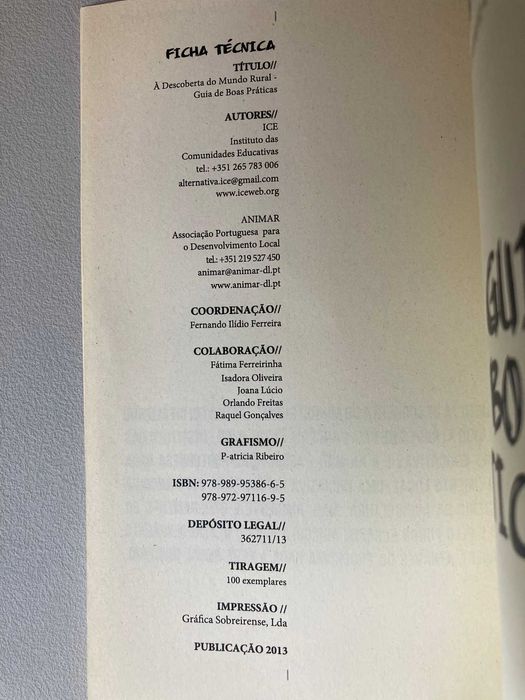 FICHA TÉCNICA
TÍTULO//
À Descoberta do Mundo Rural -
Guia de Boas Práticas
AUTORES//
ICE
Instituto das
Comunidades Educativas
tel.: +351 265 783 006
alternativa.ice@gmail.com
www.iceweb.org
ANIMAR
Associação Portuguesa para
o Desenvolvimento Local
tel.: +351 219 527 450
animar@animar-dl.pt
www.animar-dl.pt
COORDENAÇÃO//
Fernando Ilídio Ferreira
COLABORAÇÃO//
Fátima Ferreirinha
Isadora Oliveira
Joana Lúcio
Orlando Freitas
Raquel Gonçalves
GRAFISMO//
P-atricia Ribeiro
ISBN: 978-989-95386-6-5
978-972-97116-9-5
DEPÓSITO LEGAL//
362711/13
TIRAGEM//
100 exemplares
IMPRESSÃO //
Gráfica Sobreirense, Lda
PUBLICAÇÃO 2013
GUI
BO